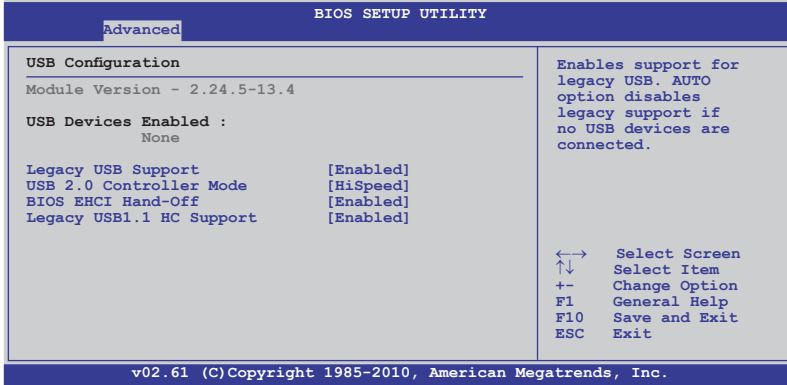 BIOS SETUP UTILITY
Advanced
USB Configuration
Module Version - 2.24.5-13.4
USB Devices Enabled :
None
Legacy USB Support [Enabled]
USB 2.0 Controller Mode [HiSpeed]
BIOS EHCI Hand-Off [Enabled]
Legacy USB1.1 HC Support [Enabled]
Enables support for
legacy USB. AUTO
option disables
legacy support if
no USB devices are
connected.
←→ Select Screen
↑↓ Select Item
+- Change Option
F1 General Help
F10 Save and Exit
ESC Exit
v02.61 (C)Copyright 1985-2010, American Megatrends, Inc.